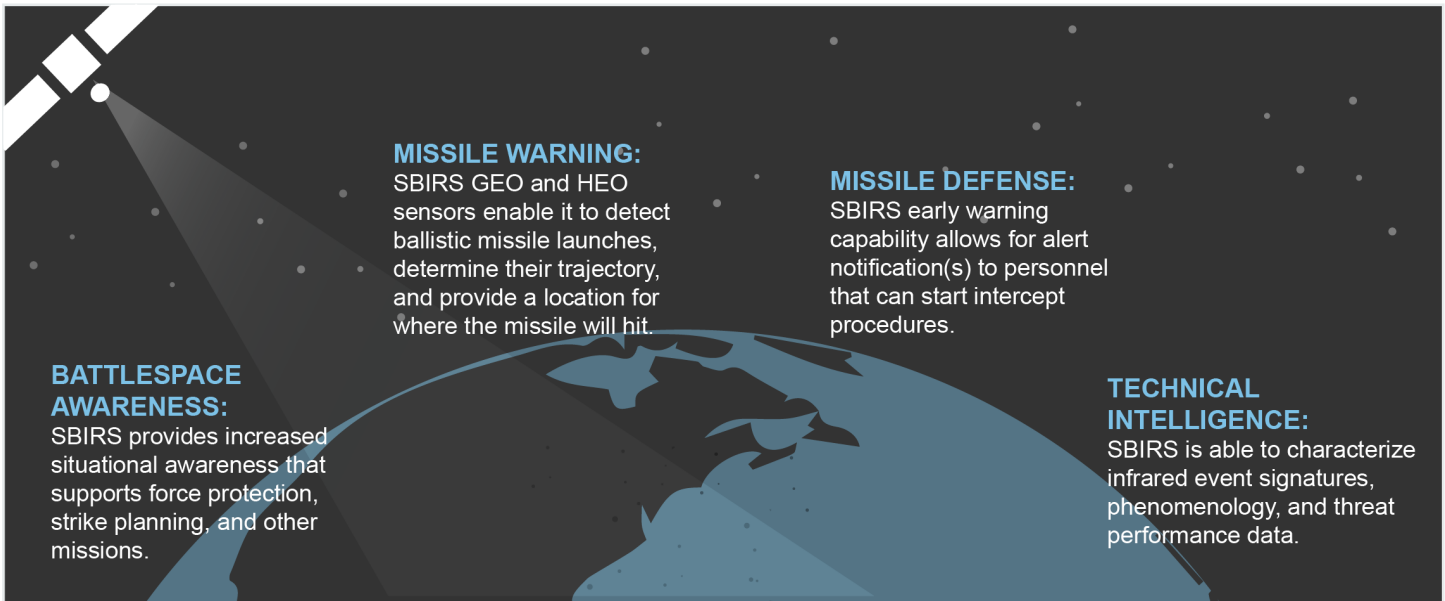 MISSILE WARNING:
SBIRS GEO and HEO
sensors enable it to detect
ballistic missile launches,
determine their trajectory,
and provide a location for
where the missile will hit.
MISSILE DEFENSE:
SBIRS early warning
capability allows for alert
notification(s) to personnel
that can start intercept
procedures.
BATTLESPACE
AWARENESS:
SBIRS provides increased
situational awareness that
supports force protection,
strike planning, and other
missions.
TECHNICAL
INTELLIGENCE:
SBIRS is able to characterize
infrared event signatures,
phenomenology, and threat
performance data.